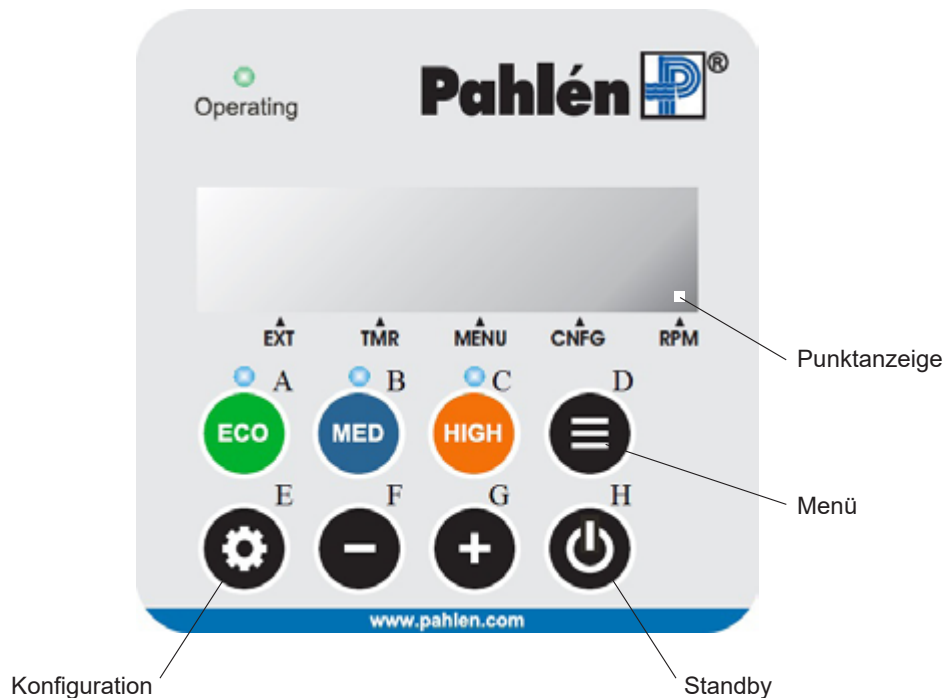 Pahlén ®
Operating
EXT TMR MENU CNFG RPM
Punktanzeige
A B C D
ECO MED HIGH
E F G H
Menü
www.pahlen.com
Konfiguration Standby